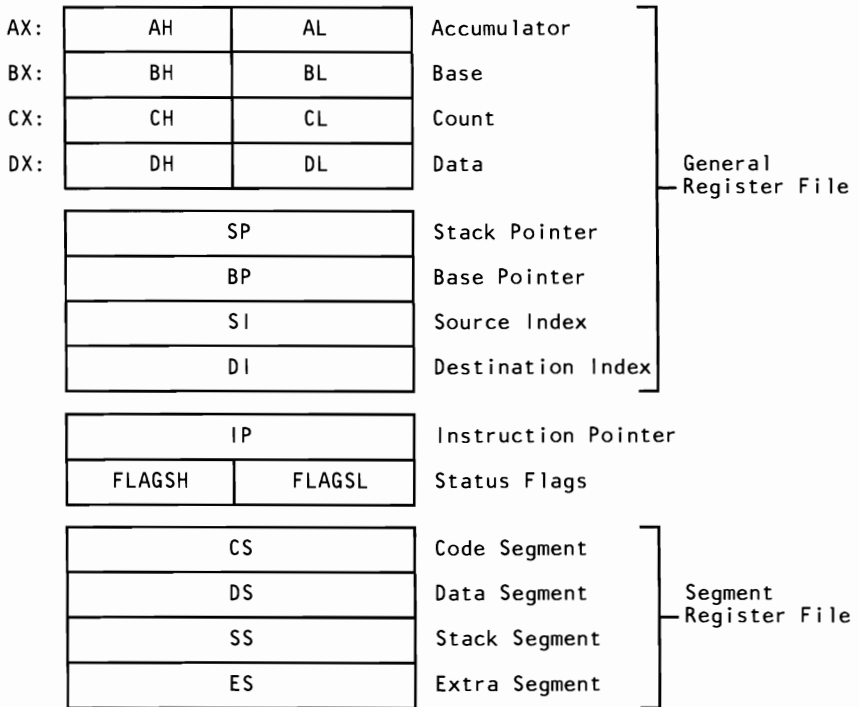 AX: AH AL Accumulator
BX: BH BL Base
CX: CH CL Count
DX: DH DL Data
General
Register File
SP Stack Pointer
BP Base Pointer
SI Source Index
DI Destination Index
IP Instruction Pointer
FLAGSH FLAGSL Status Flags
CS Code Segment
DS Data Segment
Segment
Register File
SS Stack Segment
ES Extra Segment